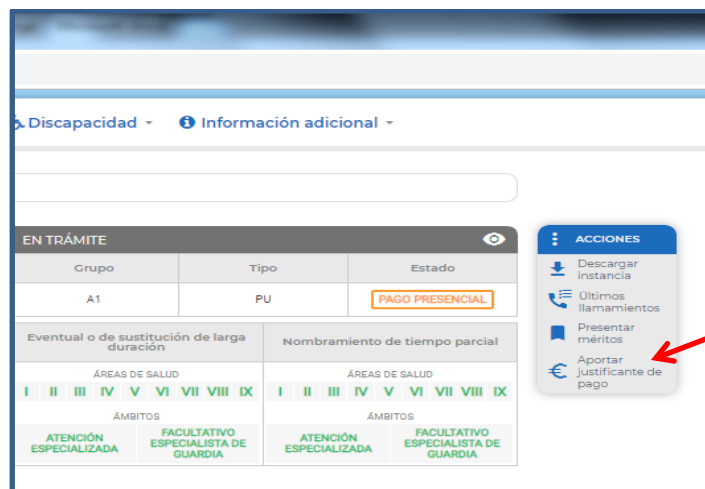 Discapacidad
Información adicional
EN TRÁMITE
Grupo Tipo Estado
A1 PU PAGO PRESENCIAL
Eventual o de sustitución de larga
duración
ÁREAS DE SALUD
I II III IV V VI VII VIII IX
ÁMBITOS
ATENCIÓN
ESPECIALIZADA
FACULTATIVO
ESPECIALISTA DE
GUARDIA
Nombramiento de tiempo parcial
ÁREAS DE SALUD
I II III IV V VI VII VIII IX
ÁMBITOS
ATENCIÓN
ESPECIALIZADA
FACULTATIVO
ESPECIALISTA DE
GUARDIA
ACCIONES
Descargar
instancia
Últimos
llamamientos
Presentar
méritos
Aportar
justificante de
pago